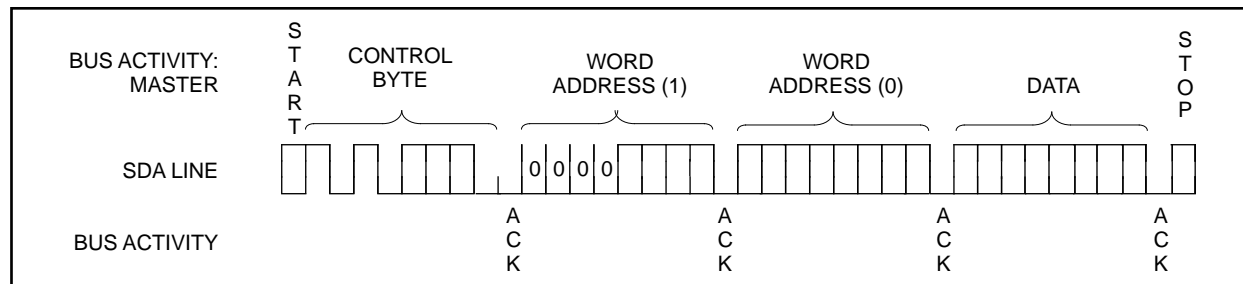 BUS ACTIVITY:
MASTER
START
CONTROL
BYTE
WORD
ADDRESS (1)
WORD
ADDRESS (0)
DATA
STOP
SDA LINE
0 0 0 0
BUS ACTIVITY
ACK
ACK
ACK
ACK